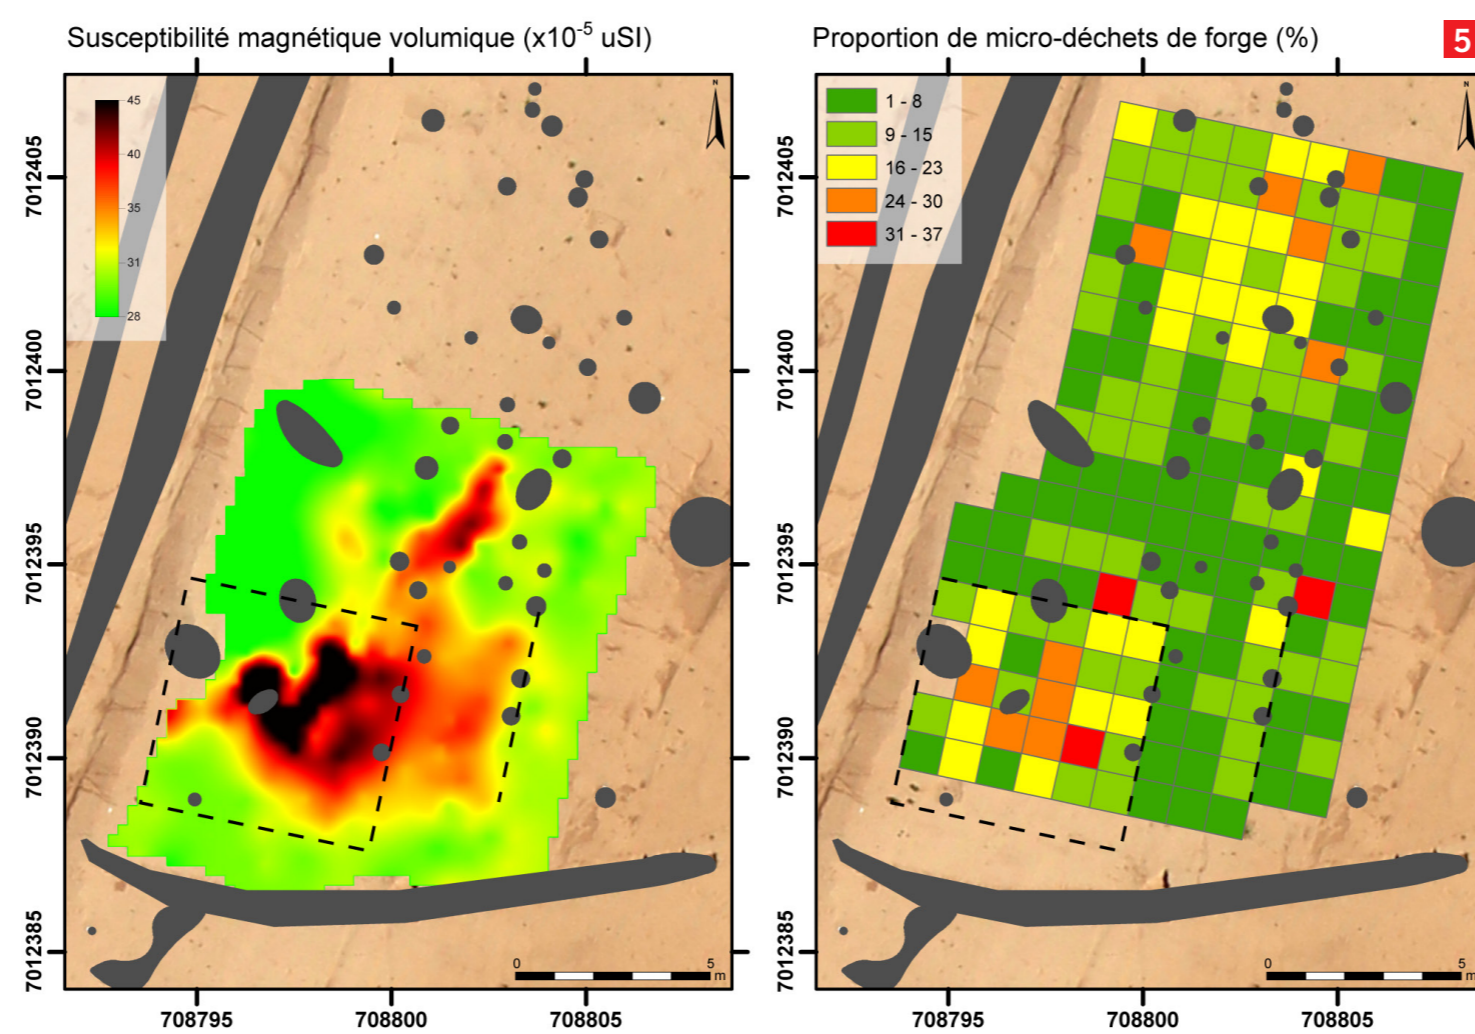 Susceptibilité magnétique volumique (x10⁻⁵ uSI)
45
40
35
31
28
N
7012405
7012400
7012395
7012390
7012385
0 5
m
708795 708800 708805
Proportion de micro-déchets de forge (%)
5
1 - 8
9 - 15
16 - 23
24 - 30
31 - 37
N
7012405
7012400
7012395
7012390
7012385
0 5
m
708795 708800 708805